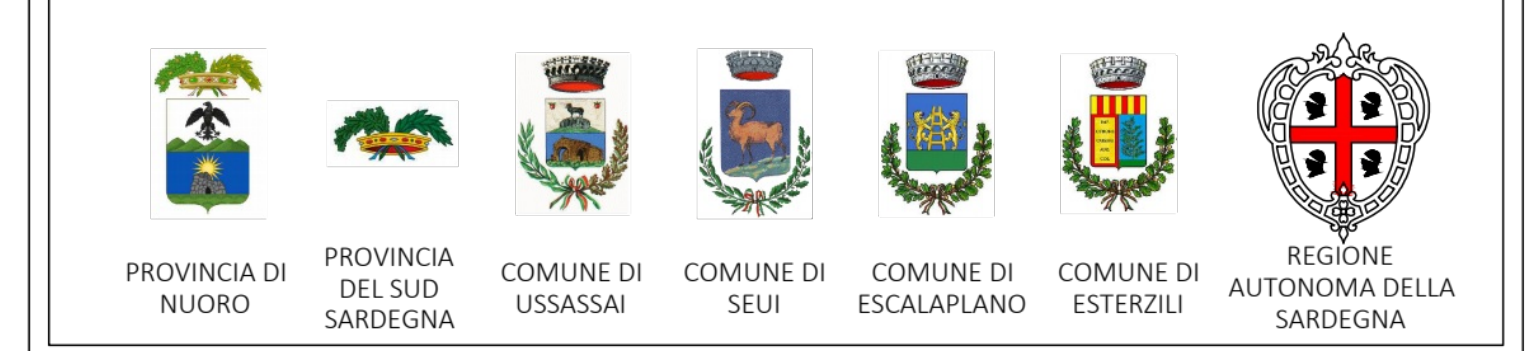 PROVINCIA DI
NUORO
PROVINCIA
DEL SUD
SARDEGNA
COMUNE DI
USSASSAI
COMUNE DI
SEUI
COMUNE DI
ESCALAPLANO
COMUNE DI
ESTERZILI
REGIONE
AUTONOMA DELLA
SARDEGNA